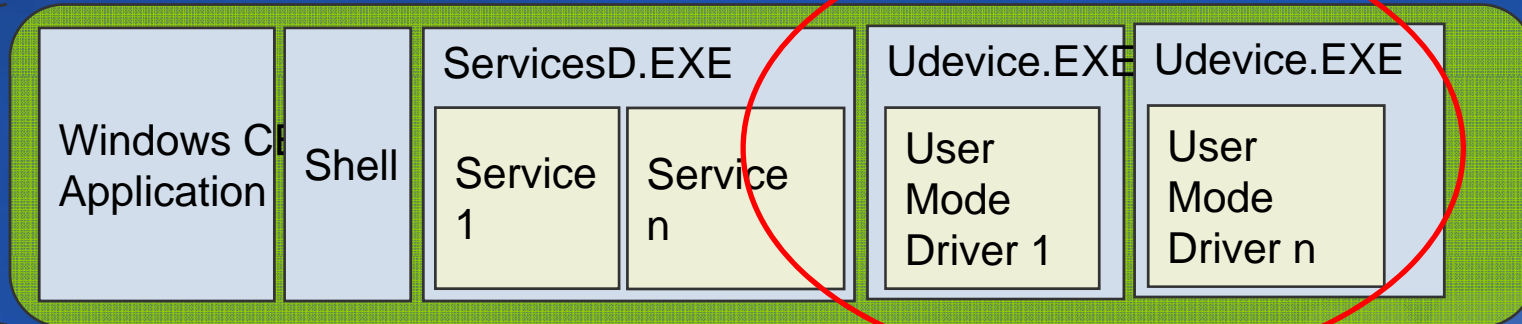 Windows CE
Application
Shell
ServicesD.EXE
Service
1
Service
n
Udevice.EXE
User
Mode
Driver 1
Udevice.EXE
User
Mode
Driver n